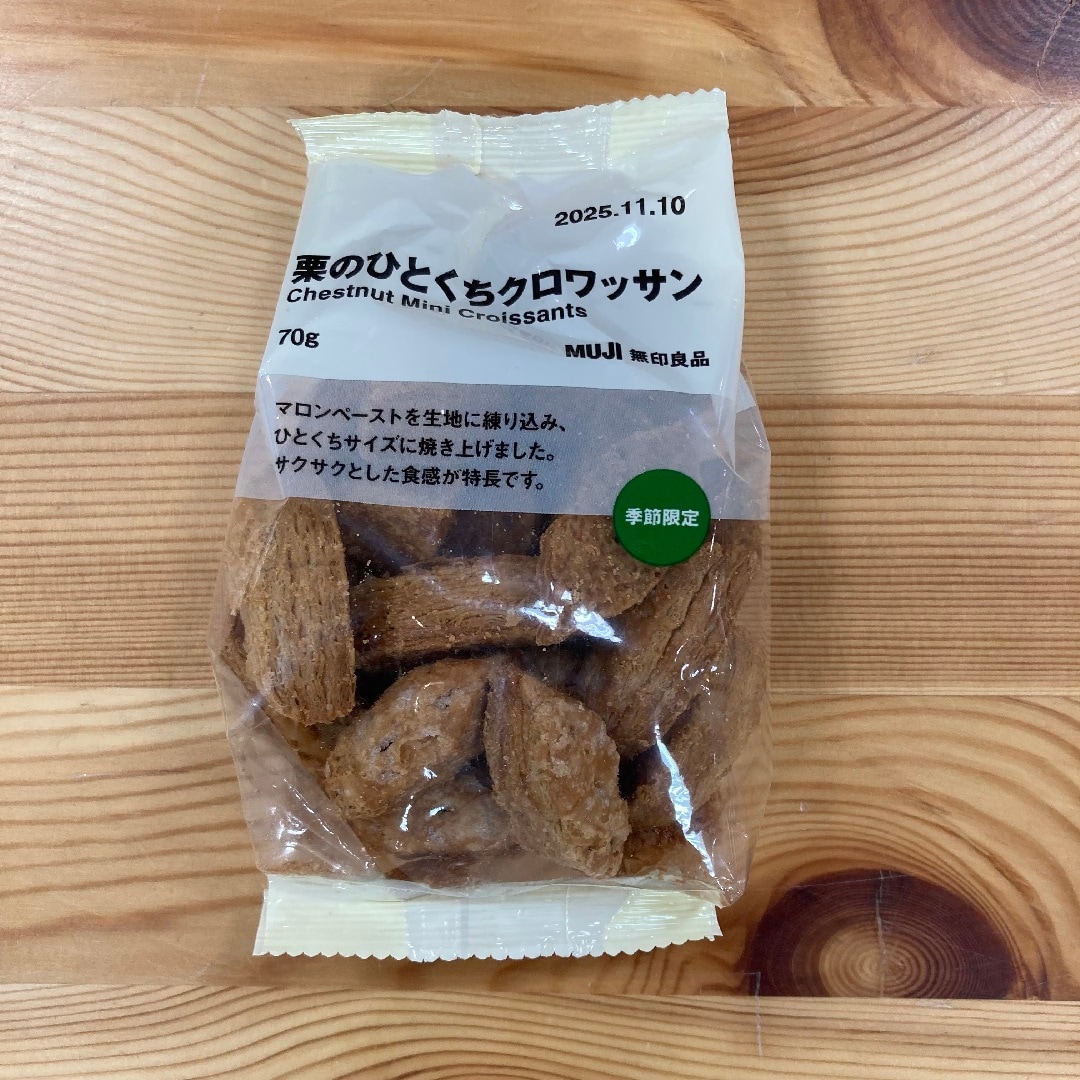 2025.11.10
栗のひとくちクロワッサン
Chestnut Mini Croissants
70g
MUJI 無印良品
マロンペーストを生地に練り込み、
ひとくちサイズに焼き上げました。
サクサクとした食感が特長です。
季節限定